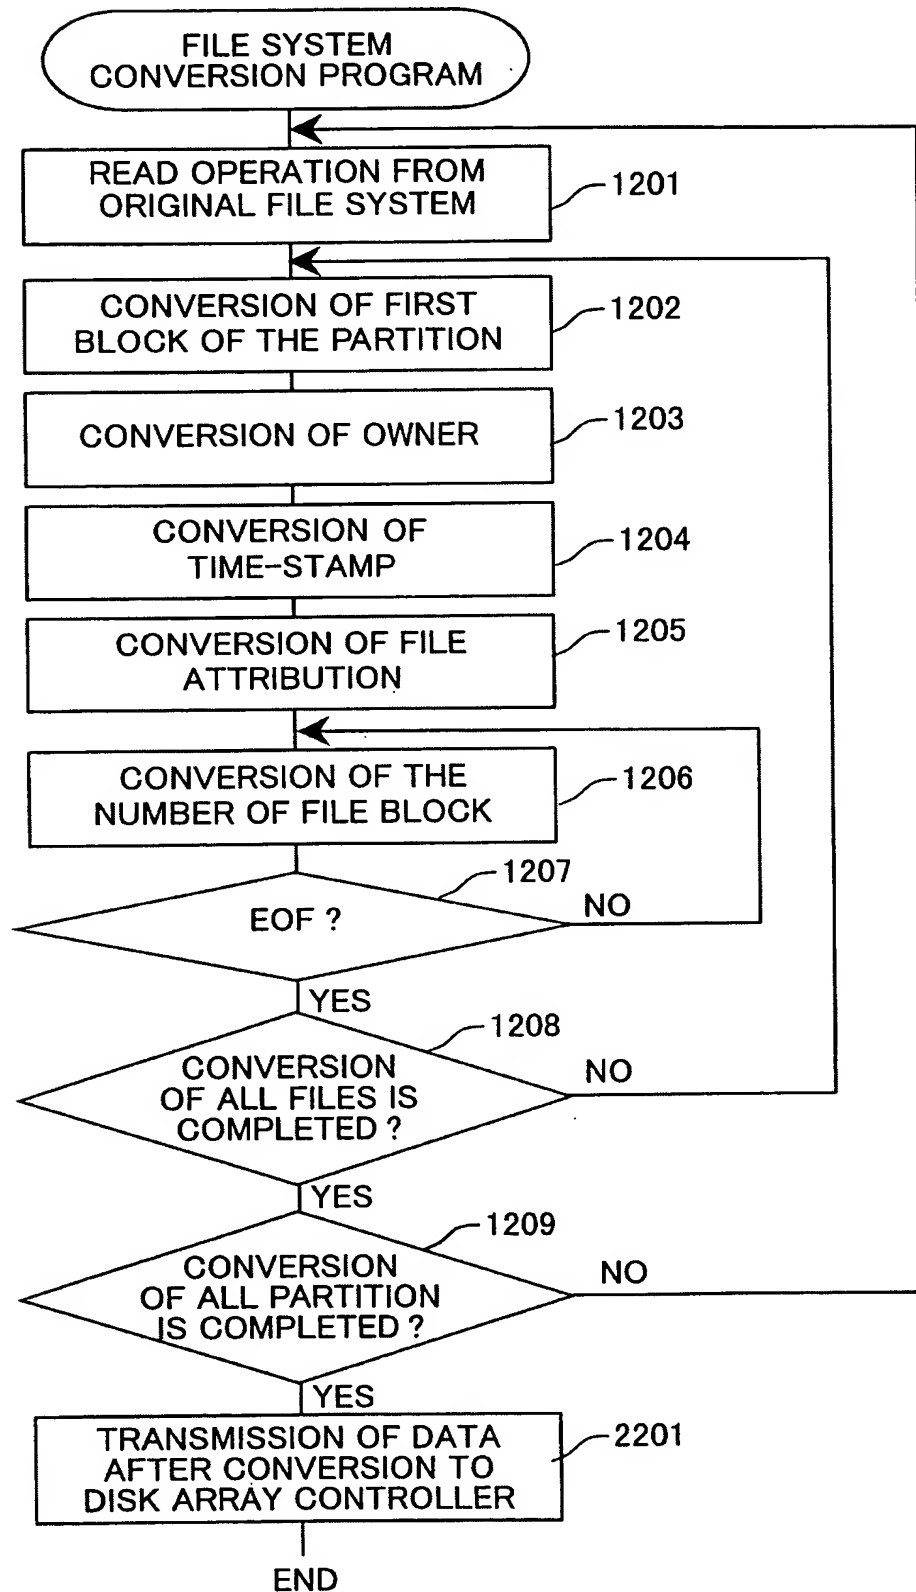 FILE SYSTEM
CONVERSION PROGRAM
READ OPERATION FROM
ORIGINAL FILE SYSTEM
1201
CONVERSION OF FIRST
BLOCK OF THE PARTITION
1202
CONVERSION OF OWNER
1203
CONVERSION OF
TIME-STAMP
1204
CONVERSION OF FILE
ATTRIBUTION
1205
CONVERSION OF THE
NUMBER OF FILE BLOCK
1206
EOF ?
1207
NO
YES
CONVERSION
OF ALL FILES IS
COMPLETED ?
1208
NO
YES
CONVERSION
OF ALL PARTITION
IS COMPLETED ?
1209
NO
YES
TRANSMISSION OF DATA
AFTER CONVERSION TO
DISK ARRAY CONTROLLER
2201
END